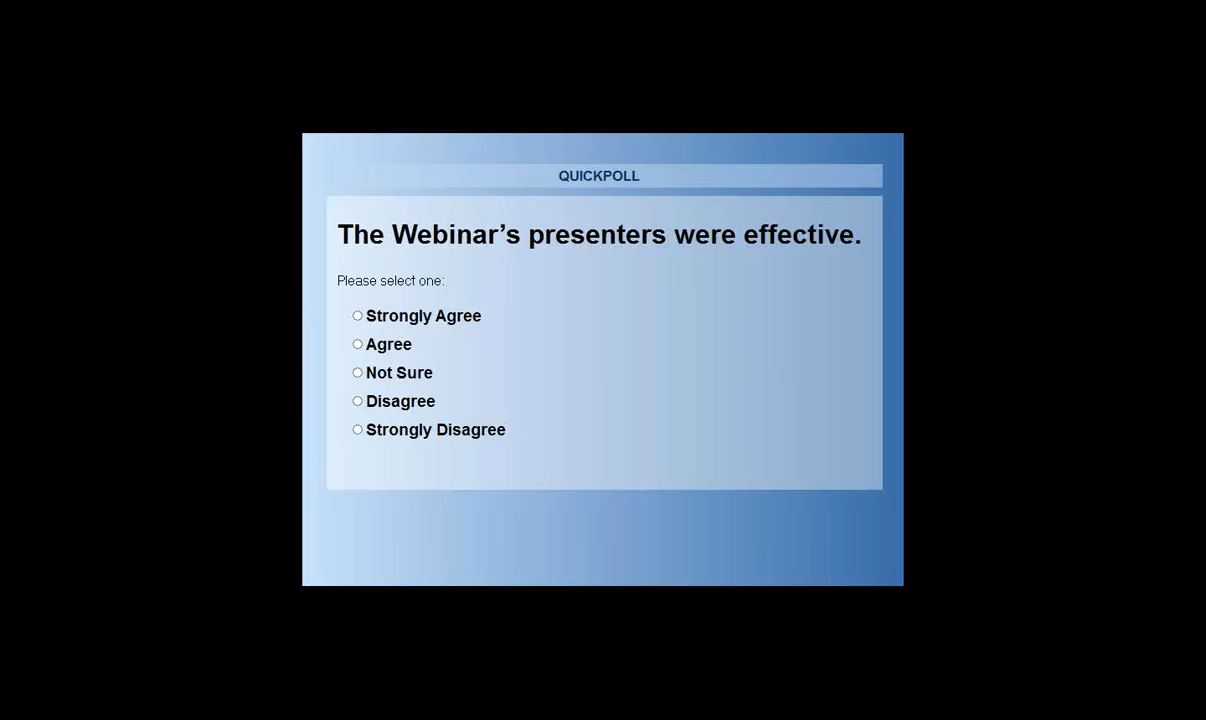 QUICKPOLL
The Webinar’s presenters were effective.
Please select one:
Strongly Agree
Agree
Not Sure
Disagree
Strongly Disagree